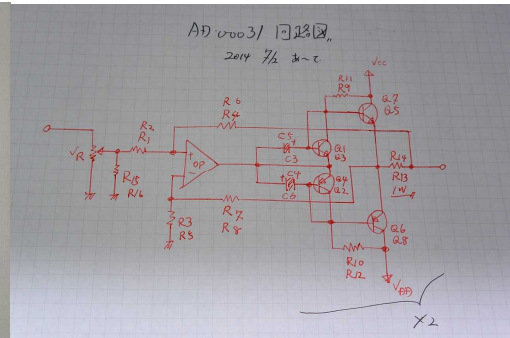 AD:00031 回路図
2014 7/2 あ〜て
Vcc
R11
R9
Q7
Q5
R6
R4
R2
R1
C5
+
Q1
Q3
C3
VR
+
OP
-
R14
R13
1W
R15
R16
+
C4
C6
Q4
Q2
R3
R5
R7
R8
Q6
Q8
R10
R12
VDD
×2